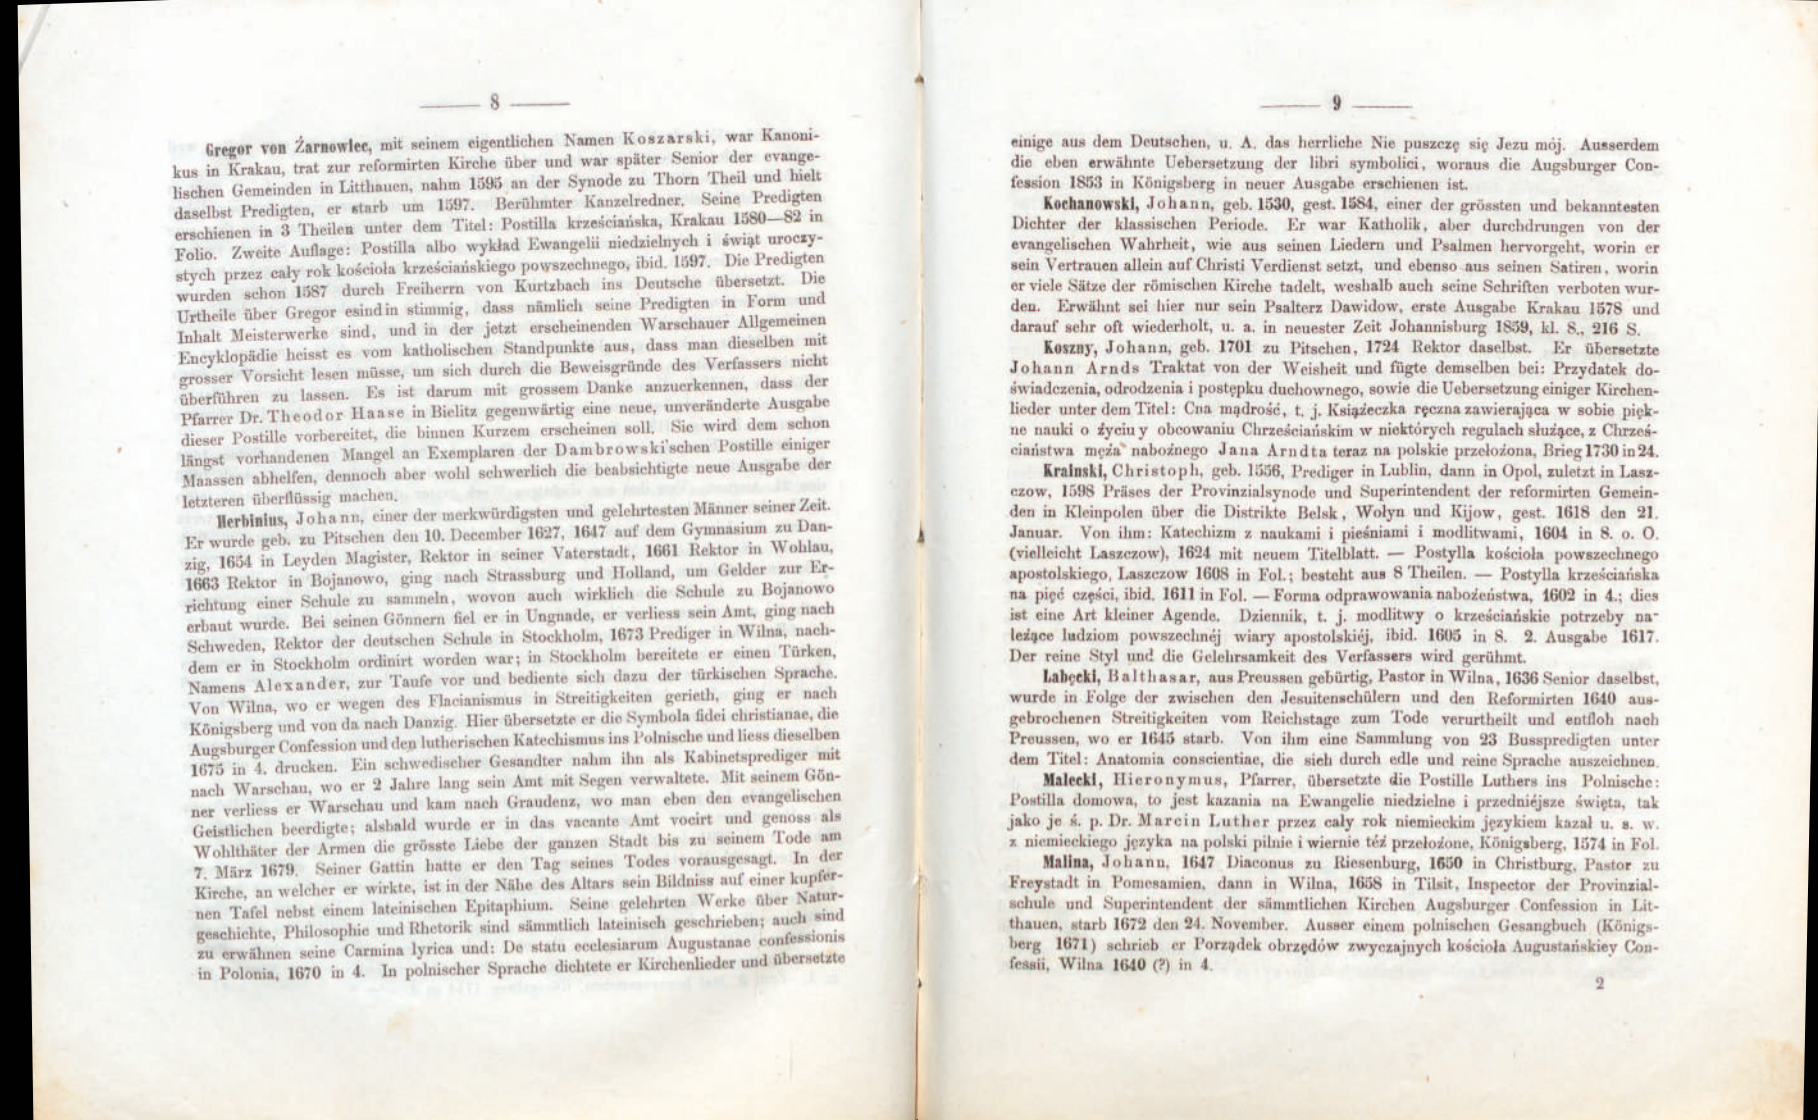 — 8 —
Gregor von Żarnowiec, mit seinem eigentlichen Namen Koszarski, war Kanoni-
kus in Krakau, trat zur reformirten Kirche über und war später Senior der evange-
lischen Gemeinden in Litthauen, nahm 1595 an der Synode zu Thorn Theil und hielt
daselbst Predigten, er starb um 1597. Berühmter Kanzelredner. Seine Predigten
erschienen in 3 Theilen unter dem Titel: Postilla krześciańska, Krakau 1580—82 in
Folio. Zweite Auflage: Postilla albo wykład Ewangelii niedzielnych i świąt uroczy-
stych przez cały rok kościoła krześciańskiego powszechnego, ibid. 1597. Die Predigten
wurden schon 1587 durch Freiherrn von Kurtzbach ins Deutsche übersetzt. Die
Urtheile über Gregor esind in stimmig, dass nämlich seine Predigten in Form und
Inhalt Meisterwerke sind, und in der jetzt erscheinenden Warschauer Allgemeinen
Encyklopädie heisst es vom katholischen Standpunkte aus, dass man dieselben mit
grosser Vorsicht lesen müsse, um sich durch die Beweisgründe des Verfassers nicht
überführen zu lassen. Es ist darum mit grossem Danke anzuerkennen, dass der
Pfarrer Dr. Theodor Haase in Bielitz gegenwärtig eine neue, unveränderte Ausgabe
dieser Postille vorbereitet, die binnen Kurzem erscheinen soll. Sie wird dem schon
längst vorhandenen Mangel an Exemplaren der Dambrowski'schen Postille einiger
Maassen abhelfen, dennoch aber wohl schwerlich die beabsichtigte neue Ausgabe der
letzteren überflüssig machen.
Herbinius, Johann, einer der merkwürdigsten und gelehrtesten Männer seiner Zeit.
Er wurde geb. zu Pitschen den 10. December 1627, 1647 auf dem Gymnasium zu Dan-
zig, 1654 in Leyden Magister, Rektor in seiner Vaterstadt, 1661 Rektor in Wohlau,
1663 Rektor in Bojanowo, ging nach Strassburg und Holland, um Gelder zur Er-
richtung einer Schule zu sammeln, wovon auch wirklich die Schule zu Bojanowo
erbaut wurde. Bei seinen Gönnern fiel er in Ungnade, er verliess sein Amt, ging nach
Schweden, Rektor der deutschen Schule in Stockholm, 1673 Prediger in Wilna, nach-
dem er in Stockholm ordinirt worden war; in Stockholm bereitete er einen Türken,
Namens Alexander, zur Taufe vor und bediente sich dazu der türkischen Sprache.
Von Wilna, wo er wegen des Flacianismus in Streitigkeiten gerieth, ging er nach
Königsberg und von da nach Danzig. Hier übersetzte er die Symbola fidei christianae, die
Augsburger Confession und den lutherischen Katechismus ins Polnische und liess dieselben
1675 in 4. drucken. Ein schwedischer Gesandter nahm ihn als Kabinetsprediger mit
nach Warschau, wo er 2 Jahre lang sein Amt mit Segen verwaltete. Mit seinem Gön-
ner verliess er Warschau und kam nach Graudenz, wo man eben den evangelischen
Geistlichen beerdigte; alsbald wurde er in das vacante Amt vocirt und genoss als
Wohlthäter der Armen die grösste Liebe der ganzen Stadt bis zu seinem Tode am
7. März 1679. Seiner Gattin hatte er den Tag seines Todes vorausgesagt. In der
Kirche, an welcher er wirkte, ist in der Nähe des Altars sein Bildniss auf einer kupfer-
nen Tafel nebst einem lateinischen Epitaphium. Seine gelehrten Werke über Natur-
geschichte, Philosophie und Rhetorik sind sämmtlich lateinisch geschrieben; auch sind
zu erwähnen seine Carmina lyrica und: De statu ecclesiarum Augustanae confessionis
in Polonia, 1670 in 4. In polnischer Sprache dichtete er Kirchenlieder und übersetzte
— 9 —
einige aus dem Deutschen, u. A. das herrliche Nie puszczę się Jezu mój. Ausserdem
die eben erwähnte Uebersetzung der libri symbolici, woraus die Augsburger Con-
fession 1853 in Königsberg in neuer Ausgabe erschienen ist.
Kochanowski, Johann, geb. 1530, gest. 1584, einer der grössten und bekanntesten
Dichter der klassischen Periode. Er war Katholik, aber durchdrungen von der
evangelischen Wahrheit, wie aus seinen Liedern und Psalmen hervorgeht, worin er
sein Vertrauen allein auf Christi Verdienst setzt, und ebenso aus seinen Satiren, worin
er viele Sätze der römischen Kirche tadelt, weshalb auch seine Schriften verboten wur-
den. Erwähnt sei hier nur sein Psalterz Dawidow, erste Ausgabe Krakau 1578 und
darauf sehr oft wiederholt, u. a. in neuester Zeit Johannisburg 1859, kl. 8., 216 S.
Koszny, Johann, geb. 1701 zu Pitschen, 1724 Rektor daselbst. Er übersetzte
Johann Arnds Traktat von der Weisheit und fügte demselben bei: Przydatek do-
świadczenia, odrodzenia i postępku duchownego, sowie die Uebersetzung einiger Kirchen-
lieder unter dem Titel: Cna mądrość, t. j. Książeczka ręczna zawierająca w sobie pięk-
ne nauki o życiu y obcowaniu Chrześciańskim w niektórych regulach służące, z Chrześ-
ciaństwa męża nabożnego Jana Arndta teraz na polskie przełożona, Brieg 1730 in 24.
Krainski, Christoph, geb. 1556, Prediger in Lublin, dann in Opol, zuletzt in Lasz-
czow, 1598 Präses der Provinzialsynode und Superintendent der reformirten Gemein-
den in Kleinpolen über die Distrikte Belsk, Wołyn und Kijow, gest. 1618 den 21.
Januar. Von ihm: Katechizm z naukami i pieśniami i modlitwami, 1604 in 8. o. O.
(vielleicht Laszczow), 1624 mit neuem Titelblatt. — Postylla kościoła powszechnego
apostolskiego, Laszczow 1608 in Fol.; besteht aus 8 Theilen. — Postylla krześciańska
na pięć części, ibid. 1611 in Fol. — Forma odprawowania nabożeństwa, 1602 in 4.; dies
ist eine Art kleiner Agende. Dziennik, t. j. modlitwy o krześciańskie potrzeby na-
leżące ludziom powszechnéj wiary apostolskiéj, ibid. 1605 in 8. 2. Ausgabe 1617.
Der reine Styl und die Gelehrsamkeit des Verfassers wird gerühmt.
Łabęcki, Balthasar, aus Preussen gebürtig, Pastor in Wilna, 1636 Senior daselbst,
wurde in Folge der zwischen den Jesuitenschülern und den Reformirten 1640 aus-
gebrochenen Streitigkeiten vom Reichstage zum Tode verurtheilt und entfloh nach
Preussen, wo er 1645 starb. Von ihm eine Sammlung von 23 Busspredigten unter
dem Titel: Anatomia conscientiae, die sich durch edle und reine Sprache auszeichnen.
Malecki, Hieronymus, Pfarrer, übersetzte die Postille Luthers ins Polnische:
Postilla domowa, to jest kazania na Ewangelie niedzielne i przedniéjsze święta, tak
jako je ś. p. Dr. Marcin Luther przez cały rok niemieckim językiem kazał u. s. w.
z niemieckiego języka na polski pilnie i wiernie téż przełożone, Königsberg, 1574 in Fol.
Malina, Johann, 1647 Diaconus zu Riesenburg, 1650 in Christburg, Pastor zu
Freystadt in Pomesamien, dann in Wilna, 1658 in Tilsit, Inspector der Provinzial-
schule und Superintendent der sämmtlichen Kirchen Augsburger Confession in Lit-
thauen, starb 1672 den 24. November. Ausser einem polnischen Gesangbuch (Königs-
berg 1671) schrieb er Porządek obrzędów zwyczajnych kościoła Augustańskiey Con-
fessii, Wilna 1640 (?) in 4.
2